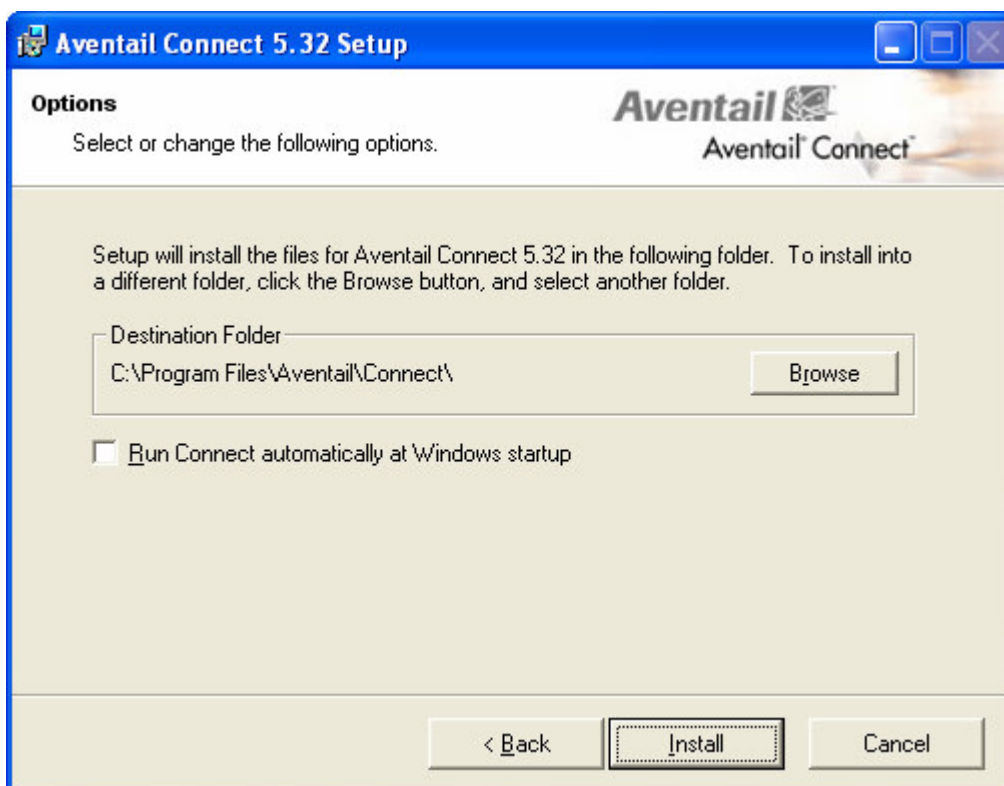 Aventail Connect 5.32 Setup
Options
Select or change the following options.
Aventail
Aventail® Connect™
Setup will install the files for Aventail Connect 5.32 in the following folder. To install into
a different folder, click the Browse button, and select another folder.
Destination Folder
C:\Program Files\Aventail\Connect\
Browse
Run Connect automatically at Windows startup
< Back
Install
Cancel